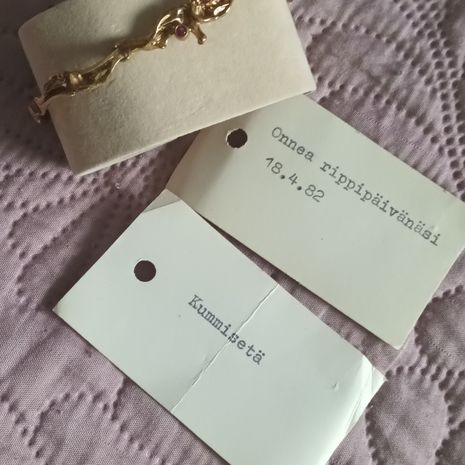 Onnea rippipäivänäsi
18.4.82
Kummisetä